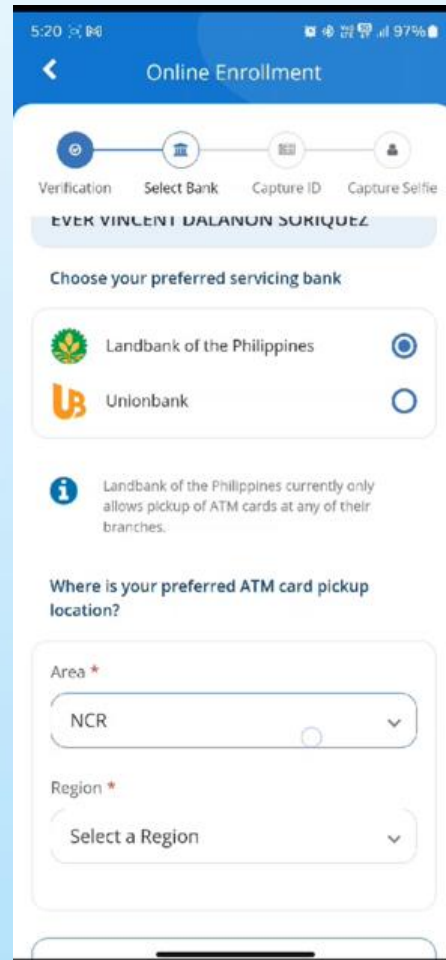 5:20
97%
Online Enrollment
Verification Select Bank Capture ID Capture Selfie
EVER VINCENT DALANON SORIQUEZ
Choose your preferred servicing bank
Landbank of the Philippines
UB Unionbank
Landbank of the Philippines currently only
allows pickup of ATM cards at any of their
branches.
Where is your preferred ATM card pickup
location?
Area *
NCR
Region *
Select a Region